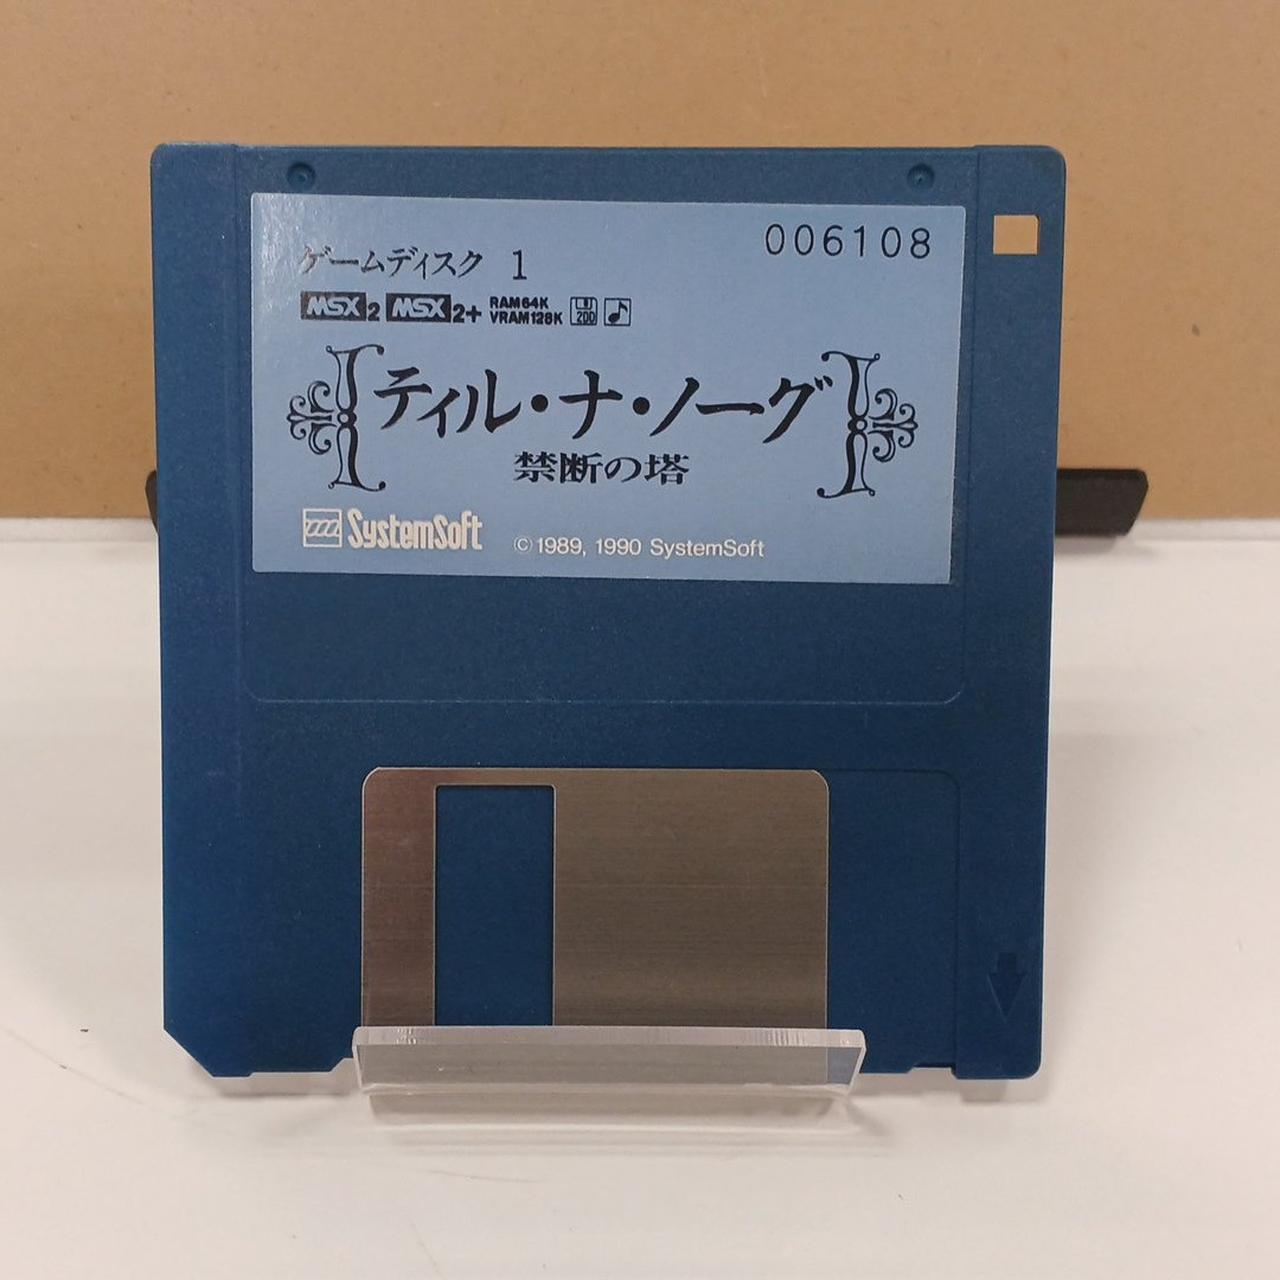 006108
ゲームディスク 1
MSX2 MSX2+ RAM64K VRAM128K 2DD
ティル・ナ・ノーグ
禁断の塔
SystemSoft ©1989, 1990 SystemSoft